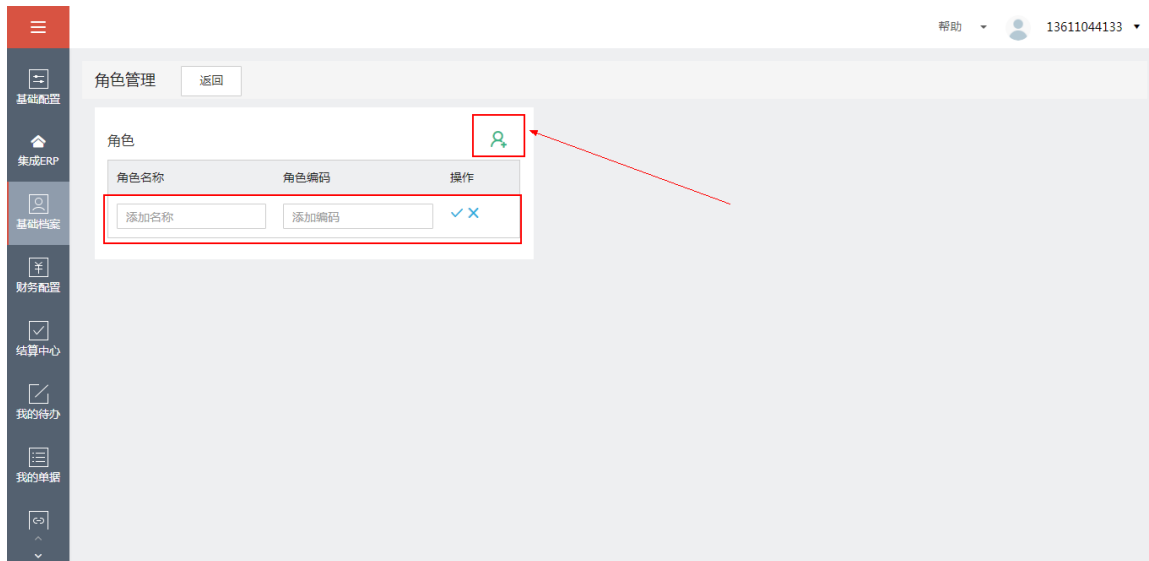 帮助
13611044133
角色管理
返回
基础配置
角色
集成ERP
角色名称 角色编码 操作
添加名称 添加编码
基础档案
财务配置
结算中心
我的待办
我的单据